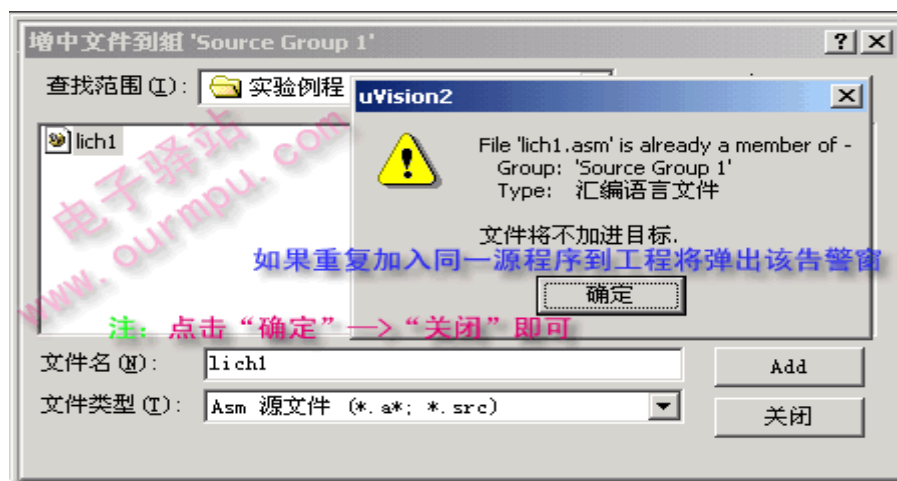 增中文件到组 'Source Group 1'
查找范围(I):
实验例程
uVision2
lich1
File 'lich1.asm' is already a member of -
Group: 'Source Group 1'
Type: 汇编语言文件
文件将不加进目标.
如果重复加入同一源程序到工程将弹出该告警窗
确定
电子驿站
www.ourmpu.com
注: 点击“确定”—>“关闭”即可
文件名(N):
lich1
Add
文件类型(T):
Asm 源文件 (*.a*; *.src)
关闭